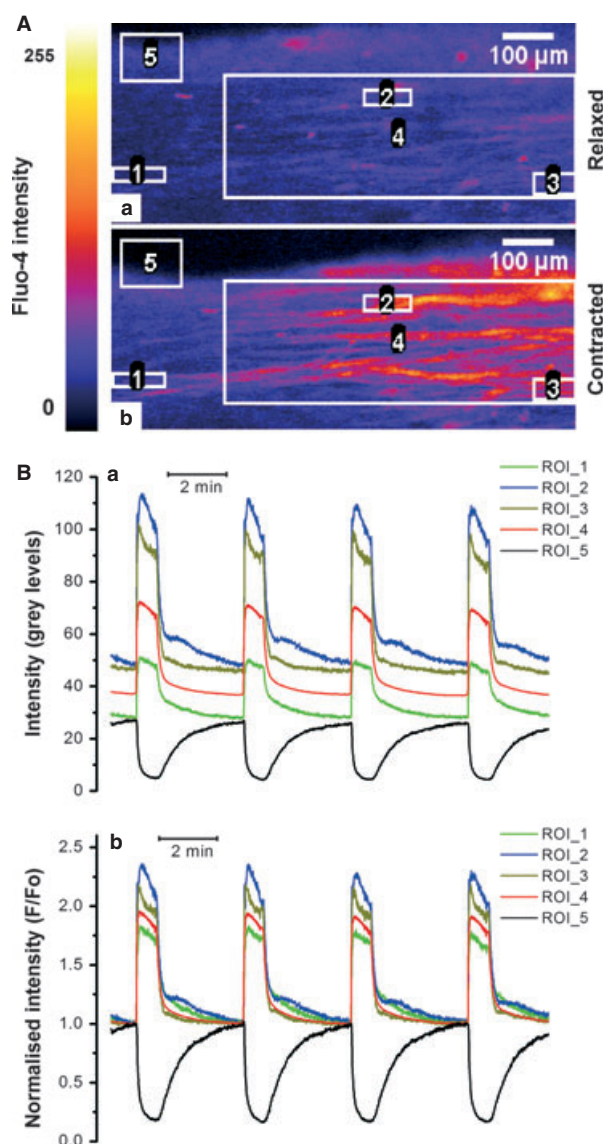 A
255
Fluo-4 intensity
0
5
100 µm
2
4
1
3
a
Relaxed
5
100 µm
2
4
1
3
b
Contracted
B
a
2 min
ROI_1
ROI_2
ROI_3
ROI_4
ROI_5
120
100
80
60
40
20
0
Intensity (grey levels)
b
2 min
ROI_1
ROI_2
ROI_3
ROI_4
ROI_5
2.5
2.0
1.5
1.0
0.5
0.0
Normalised intensity (F/Fo)